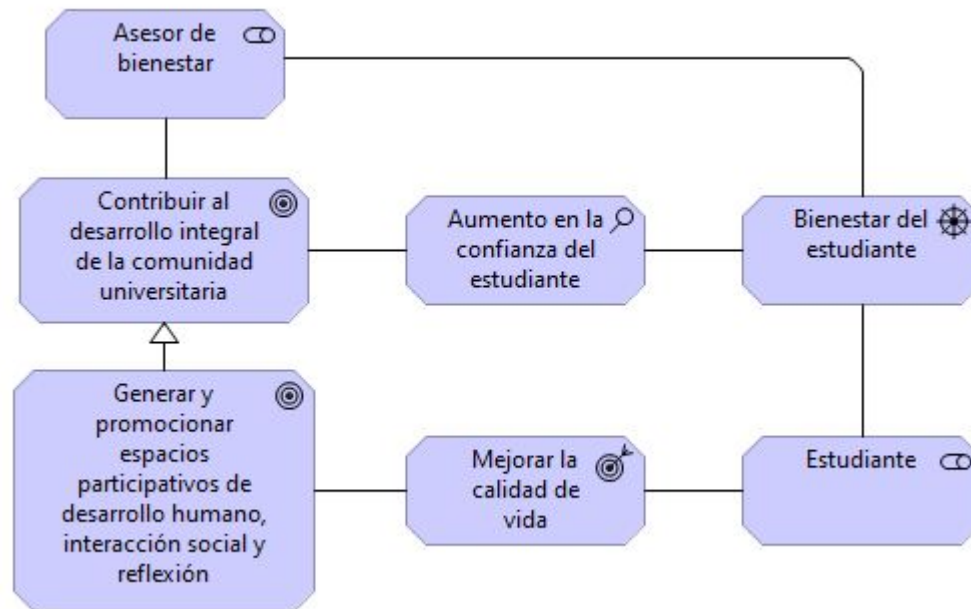 Asesor de
bienestar
Contribuir al
desarrollo integral
de la comunidad
universitaria
Aumento en la
confianza del
estudiante
Bienestar del
estudiante
Generar y
promocionar
espacios
participativos de
desarrollo humano,
interacción social y
reflexión
Mejorar la
calidad de
vida
Estudiante